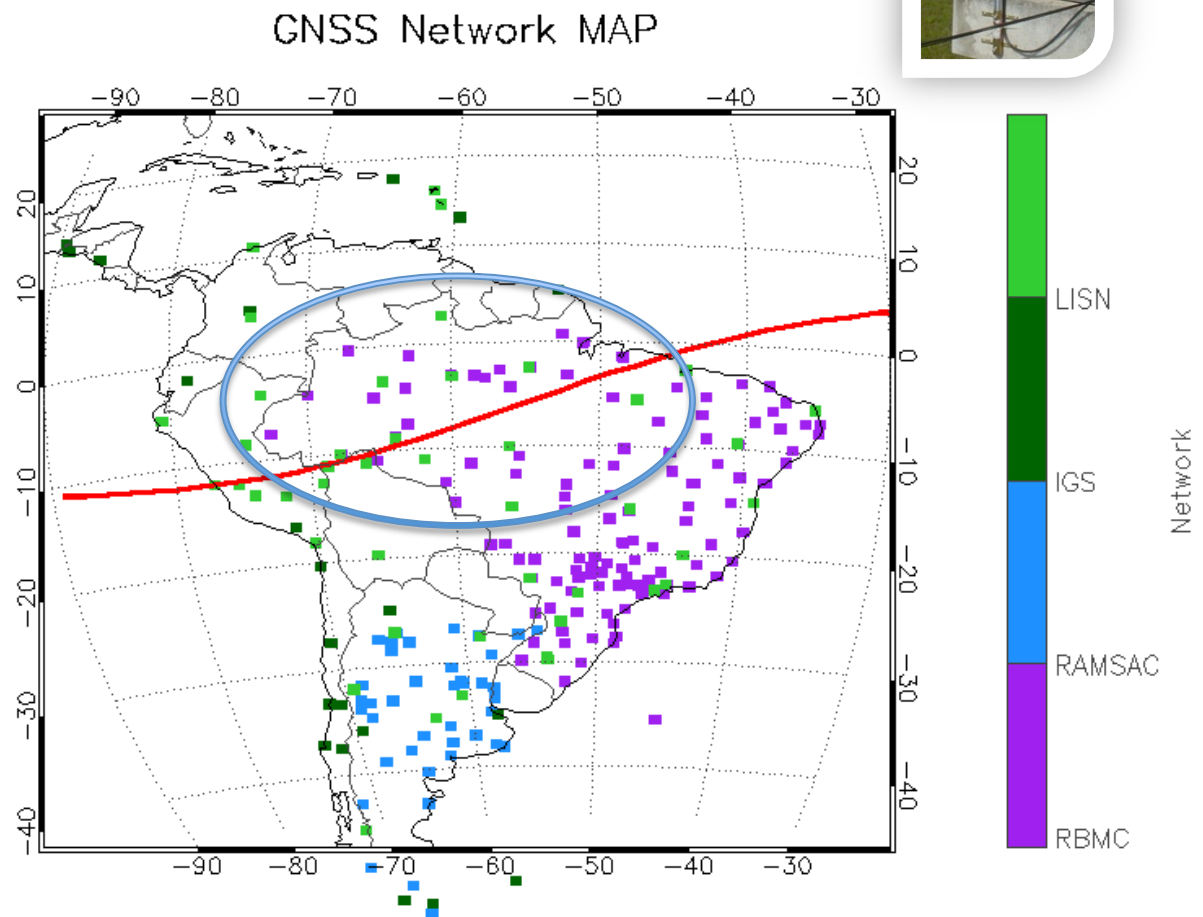 GNSS Network MAP
−90 −80 −70 −60 −50 −40 −30
20 20
10 10
0 0
−10 −10
−20 −20
−30 −30
−40 −40
−90 −80 −70 −60 −50 −40 −30
LISN
IGS
RAMSAC
RBMC
Network